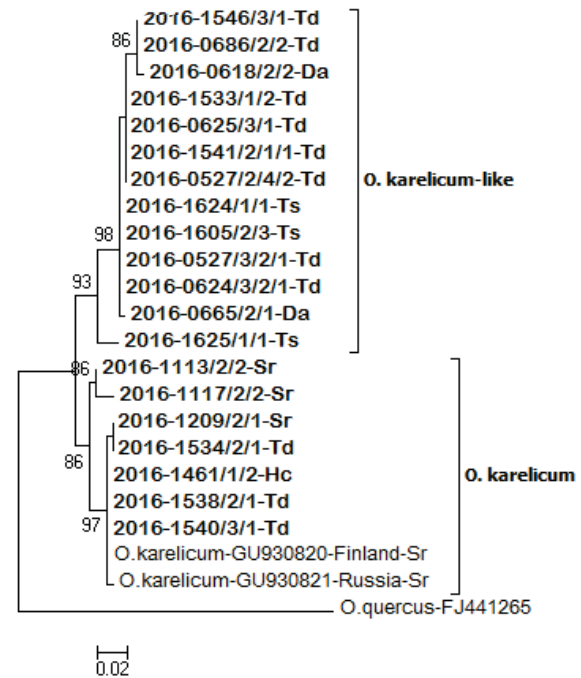 2016-1546/3/1-Td
86
2016-0686/2/2-Td
2016-0618/2/2-Da
2016-1533/1/2-Td
2016-0625/3/1-Td
2016-1541/2/1/1-Td
2016-0527/2/4/2-Td
O. karelicum-like
2016-1624/1/1-Ts
98
2016-1605/2/3-Ts
2016-0527/3/2/1-Td
93
2016-0624/3/2/1-Td
2016-0665/2/1-Da
2016-1625/1/1-Ts
86
2016-1113/2/2-Sr
2016-1117/2/2-Sr
2016-1209/2/1-Sr
2016-1534/2/1-Td
86
2016-1461/1/2-Hc
O. karelicum
2016-1538/2/1-Td
97
2016-1540/3/1-Td
O.karelicum-GU930820-Finland-Sr
O.karelicum-GU930821-Russia-Sr
O.quercus-FJ441265
0.02